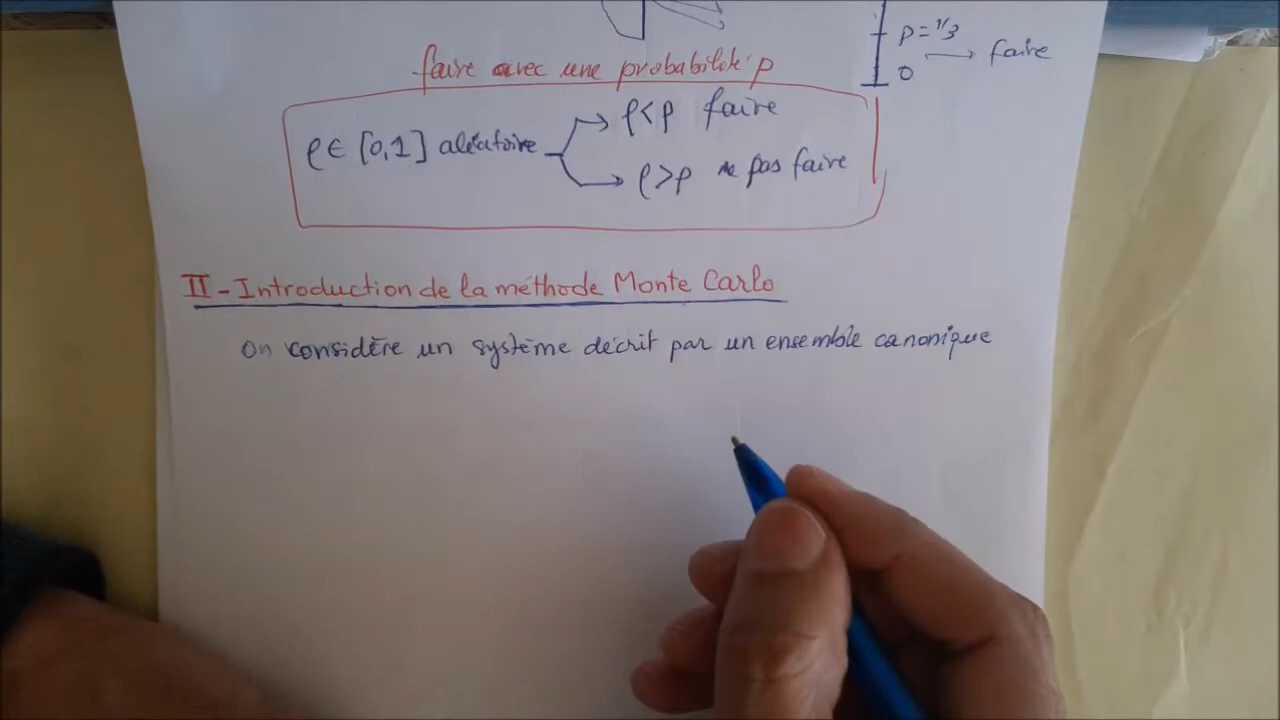 p = 1/3
0 → faire
faire avec une probabilité p
ρ ∈ [0,1] aléatoire → ρ<p faire
→ ρ>p ne pas faire
II - Introduction de la méthode Monte Carlo
On considère un système décrit par un ensemble canonique